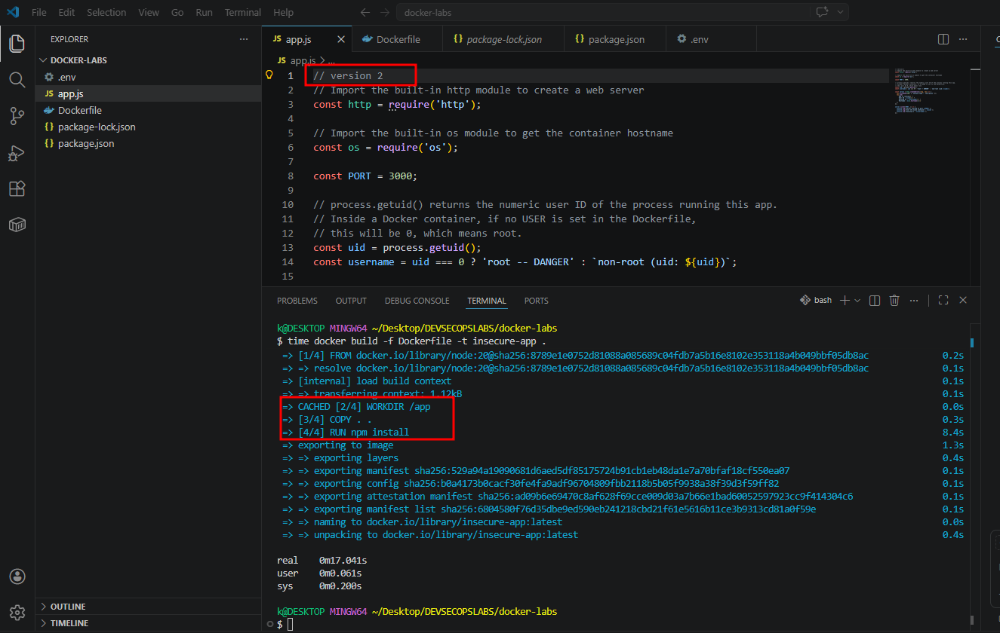 File Edit Selection View Go Run Terminal Help
docker-labs
EXPLORER
DOCKER-LABS
.env
JS app.js
Dockerfile
{} package-lock.json
{} package.json
OUTLINE
TIMELINE
JS app.js
Dockerfile
{} package-lock.json
{} package.json
.env
JS app.js > ...
1 // version 2
2 // Import the built-in http module to create a web server
3 const http = require('http');
4
5 // Import the built-in os module to get the container hostname
6 const os = require('os');
7
8 const PORT = 3000;
9
10 // process.getuid() returns the numeric user ID of the process running this app.
11 // Inside a Docker container, if no USER is set in the Dockerfile,
12 // this will be 0, which means root.
13 const uid = process.getuid();
14 const username = uid === 0 ? 'root -- DANGER' : `non-root (uid: ${uid})`;
15
PROBLEMS OUTPUT DEBUG CONSOLE TERMINAL PORTS
bash
k@DESKTOP MINGW64 ~/Desktop/DEVSECOPSLABS/docker-labs
$ time docker build -f Dockerfile -t insecure-app .
=> [1/4] FROM docker.io/library/node:20@sha256:8789e1e0752d81088a085689c04fdb7a5b16e8102e353118a4b049bbf05db8ac 0.2s
=> => resolve docker.io/library/node:20@sha256:8789e1e0752d81088a085689c04fdb7a5b16e8102e353118a4b049bbf05db8ac 0.1s
=> [internal] load build context 0.1s
=> => transferring context: 1.12kB 0.1s
=> CACHED [2/4] WORKDIR /app 0.0s
=> [3/4] COPY . . 0.3s
=> [4/4] RUN npm install 8.4s
=> exporting to image 1.3s
=> => exporting layers 0.4s
=> => exporting manifest sha256:529a94a19090681d6aed5df85175724b91cb1eb48da1e7a70bfaf18cf550ea07 0.1s
=> => exporting config sha256:b0a4173b0cacf30fe4fa9adf96704809fbb2118b5b05f9938a38f39d3f59ff82 0.1s
=> => exporting attestation manifest sha256:ad09b6e69470c8af628f69cce009d03a7b66e1bad60052597923cc9f414304c6 0.1s
=> => exporting manifest list sha256:6804580f76d35dbe9ed590eb241218cbd21f61e5616b11ce3b9313cd81a0f59e 0.1s
=> => naming to docker.io/library/insecure-app:latest 0.0s
=> => unpacking to docker.io/library/insecure-app:latest 0.4s
real 0m17.041s
user 0m0.061s
sys 0m0.200s
k@DESKTOP MINGW64 ~/Desktop/DEVSECOPSLABS/docker-labs
$